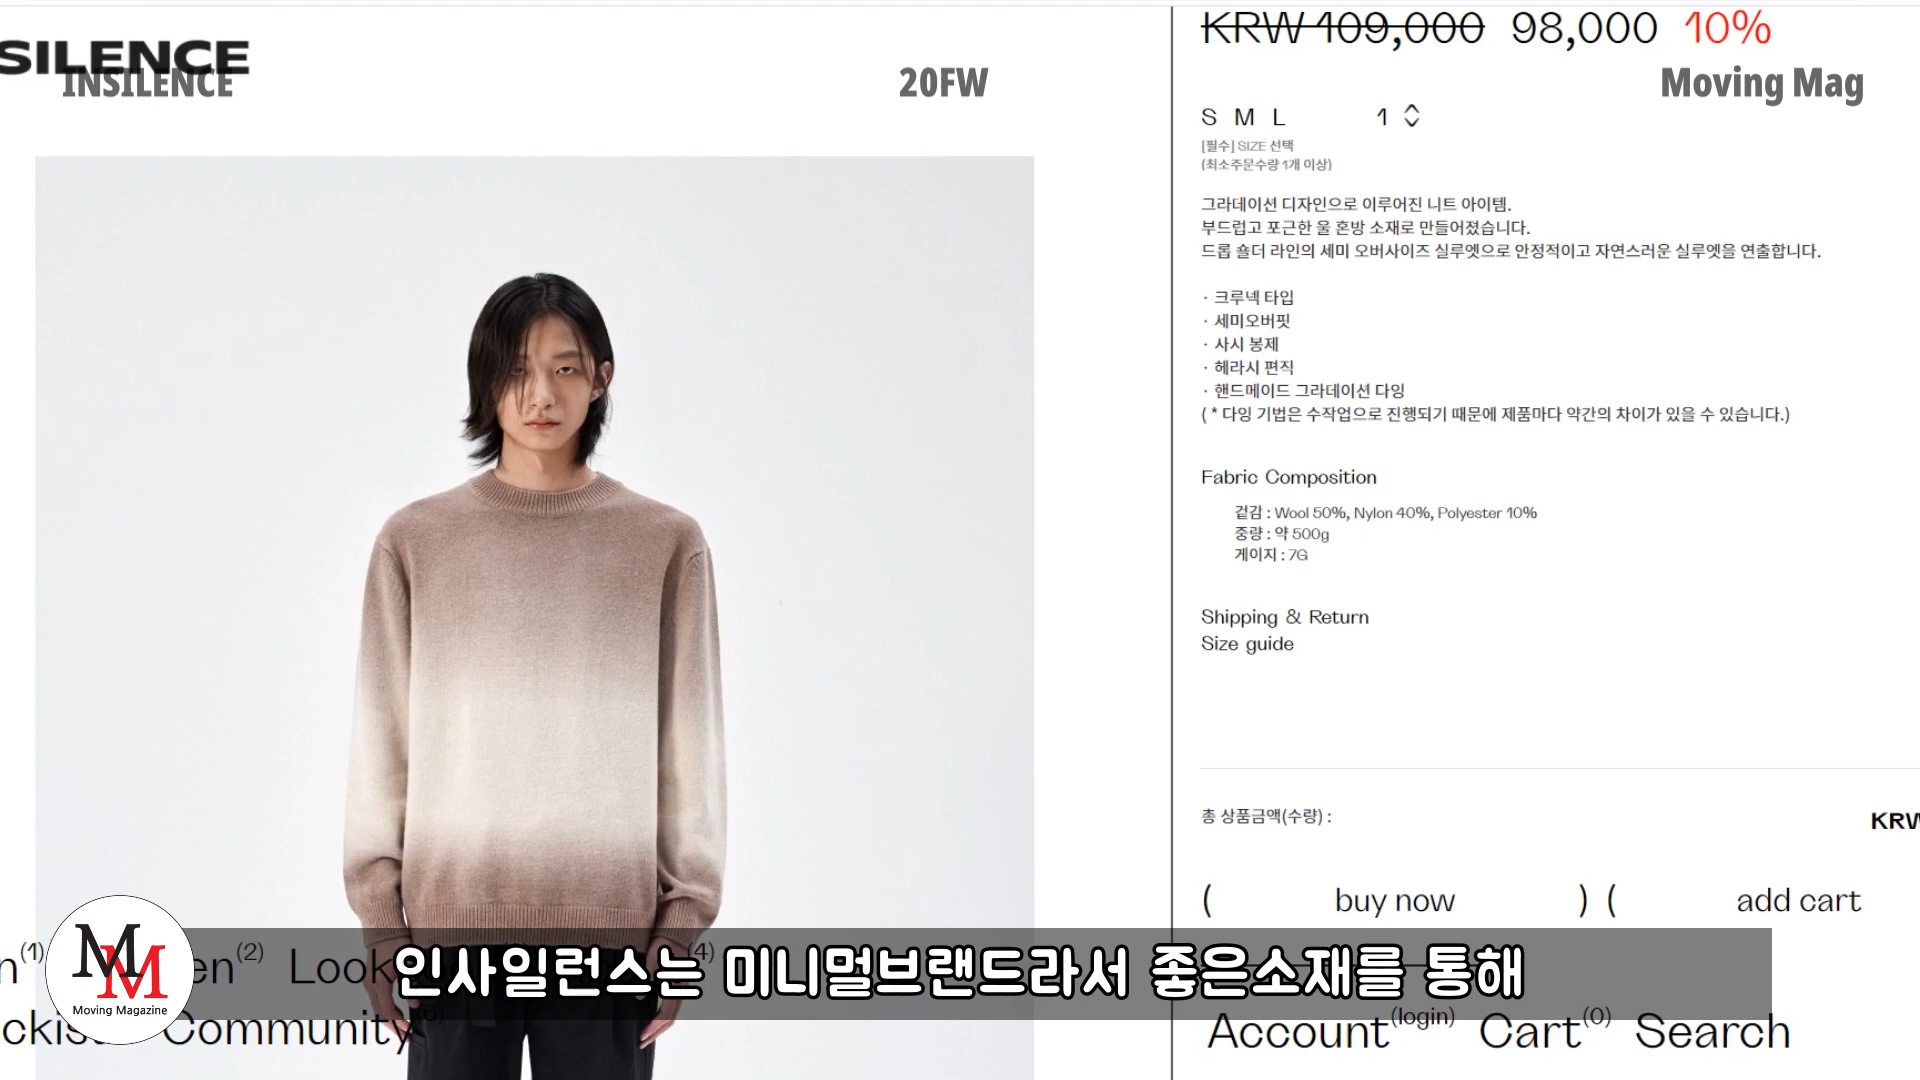 SILENCE
INSILENCE
20FW
Moving Mag
KRW 109,000 98,000 10%
S M L 1
[필수] SIZE 선택
(최소주문수량 1개 이상)
그라데이션 디자인으로 이루어진 니트 아이템.
부드럽고 포근한 울 혼방 소재로 만들어졌습니다.
드롭 숄더 라인의 세미 오버사이즈 실루엣으로 안정적이고 자연스러운 실루엣을 연출합니다.
· 크루넥 타입
· 세미오버핏
· 사시 봉제
· 헤라시 편직
· 핸드메이드 그라데이션 다잉
( * 다잉 기법은 수작업으로 진행되기 때문에 제품마다 약간의 차이가 있을 수 있습니다.)
Fabric Composition
겉감 : Wool 50%, Nylon 40%, Polyester 10%
중량 : 약 500g
게이지 : 7G
Shipping & Return
Size guide
총 상품금액(수량) :
KRW
( buy now ) ( add cart
n(1) en(2) Look (4)
인사일런스는 미니멀브랜드라서 좋은소재를 통해
MM
Moving Magazine
Community(6)
Account(login) Cart(0) Search